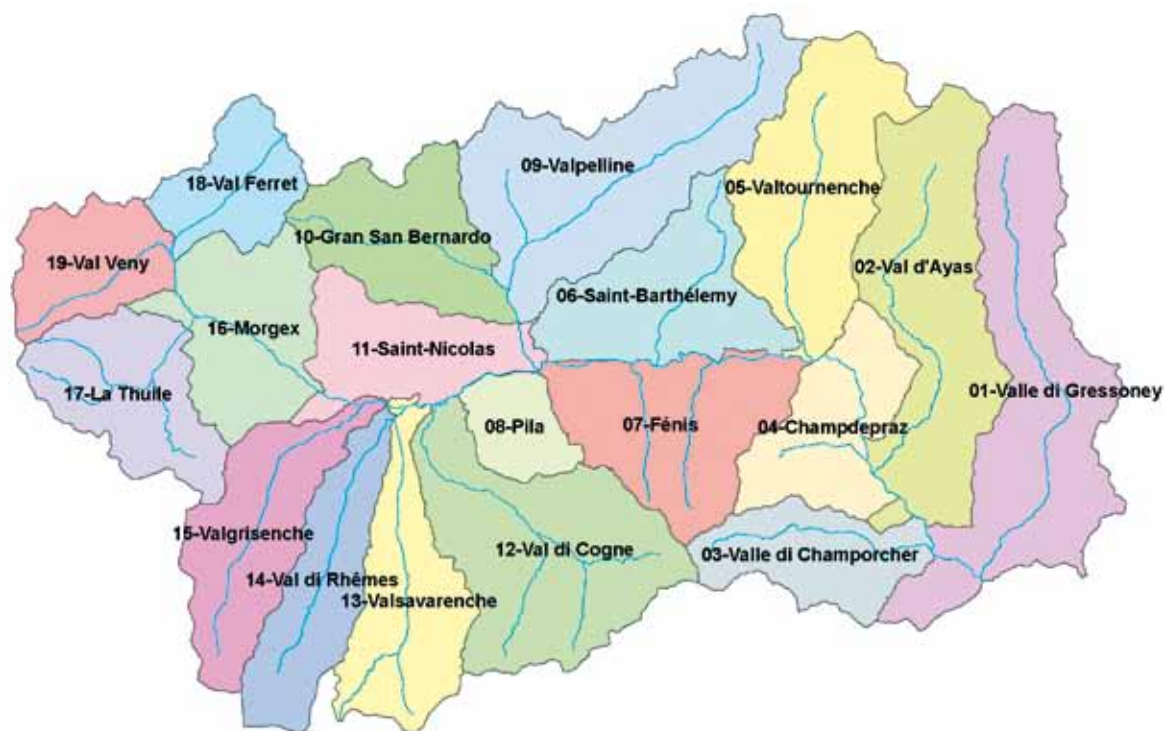 09-Valpelline
18-Val Ferret
05-Valtournenche
10-Gran San Bernardo
19-Val Veny
02-Val d'Ayas
06-Saint-Barthélemy
16-Morgex
11-Saint-Nicolas
17-La Thuile
01-Valle di Gressoney
08-Pila
07-Fénis
04-Champdepraz
15-Valgrisenche
12-Val di Cogne
03-Valle di Champorcher
14-Val di Rhêmes
13-Valsavarenche